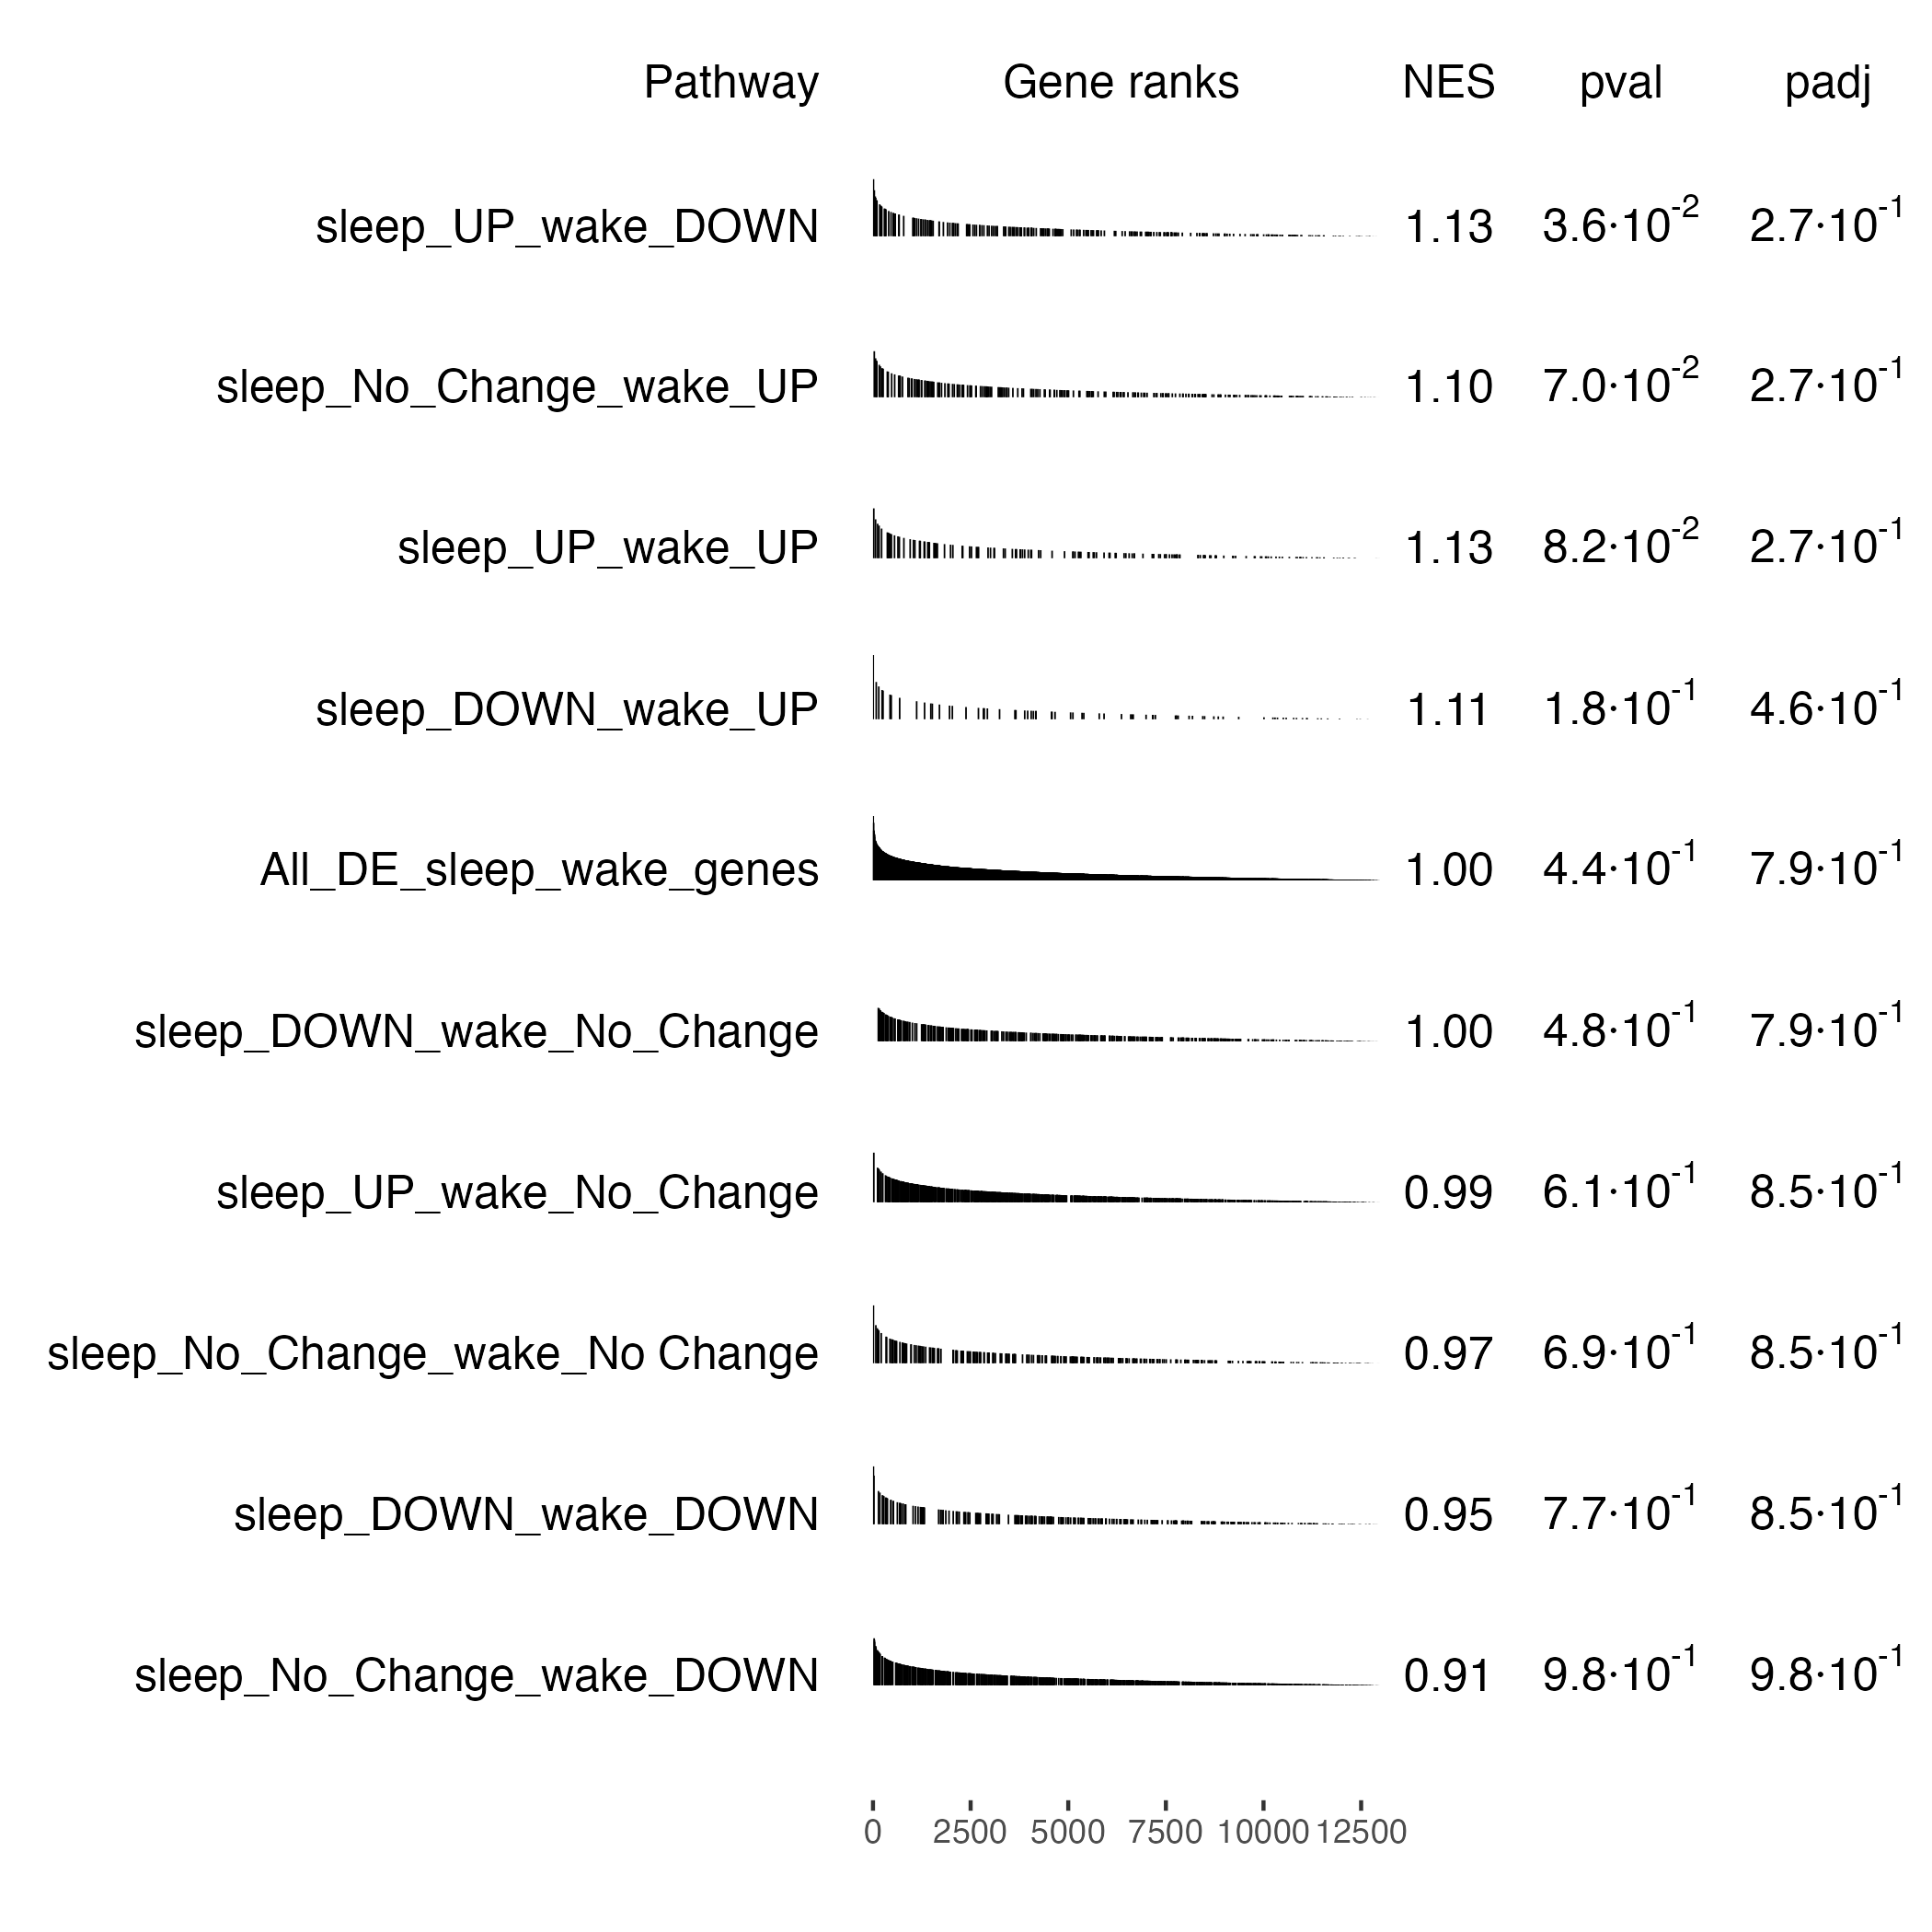 Pathway Gene ranks NES pval padj
sleep_UP_wake_DOWN 1.13 3.6·10⁻² 2.7·10⁻¹
sleep_No_Change_wake_UP 1.10 7.0·10⁻² 2.7·10⁻¹
sleep_UP_wake_UP 1.13 8.2·10⁻² 2.7·10⁻¹
sleep_DOWN_wake_UP 1.11 1.8·10⁻¹ 4.6·10⁻¹
All_DE_sleep_wake_genes 1.00 4.4·10⁻¹ 7.9·10⁻¹
sleep_DOWN_wake_No_Change 1.00 4.8·10⁻¹ 7.9·10⁻¹
sleep_UP_wake_No_Change 0.99 6.1·10⁻¹ 8.5·10⁻¹
sleep_No_Change_wake_No Change 0.97 6.9·10⁻¹ 8.5·10⁻¹
sleep_DOWN_wake_DOWN 0.95 7.7·10⁻¹ 8.5·10⁻¹
sleep_No_Change_wake_DOWN 0.91 9.8·10⁻¹ 9.8·10⁻¹
0 2500 5000 7500 10000 12500